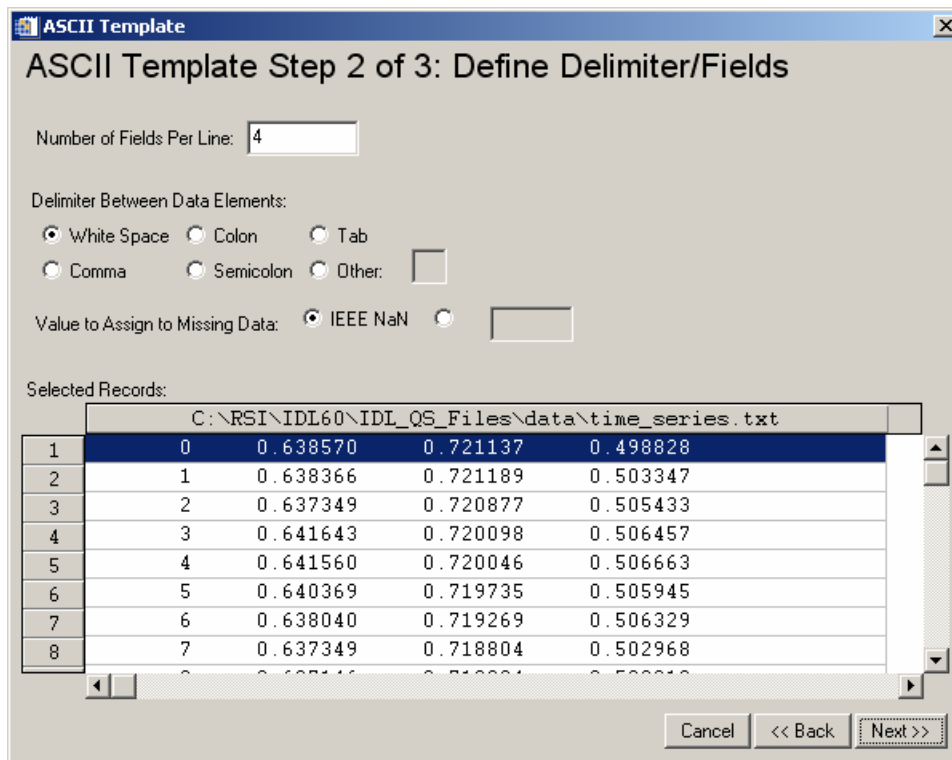 ASCII Template
ASCII Template Step 2 of 3: Define Delimiter/Fields
Number of Fields Per Line: 4
Delimiter Between Data Elements:
White Space Colon Tab
Comma Semicolon Other:
Value to Assign to Missing Data: IEEE NaN
Selected Records:
C:\RSI\IDL60\IDL_QS_Files\data\time_series.txt
1 0 0.638570 0.721137 0.498828
2 1 0.638366 0.721189 0.503347
3 2 0.637349 0.720877 0.505433
4 3 0.641643 0.720098 0.506457
5 4 0.641560 0.720046 0.506663
6 5 0.640369 0.719735 0.505945
7 6 0.638040 0.719269 0.506329
8 7 0.637349 0.718804 0.502968
Cancel << Back Next >>